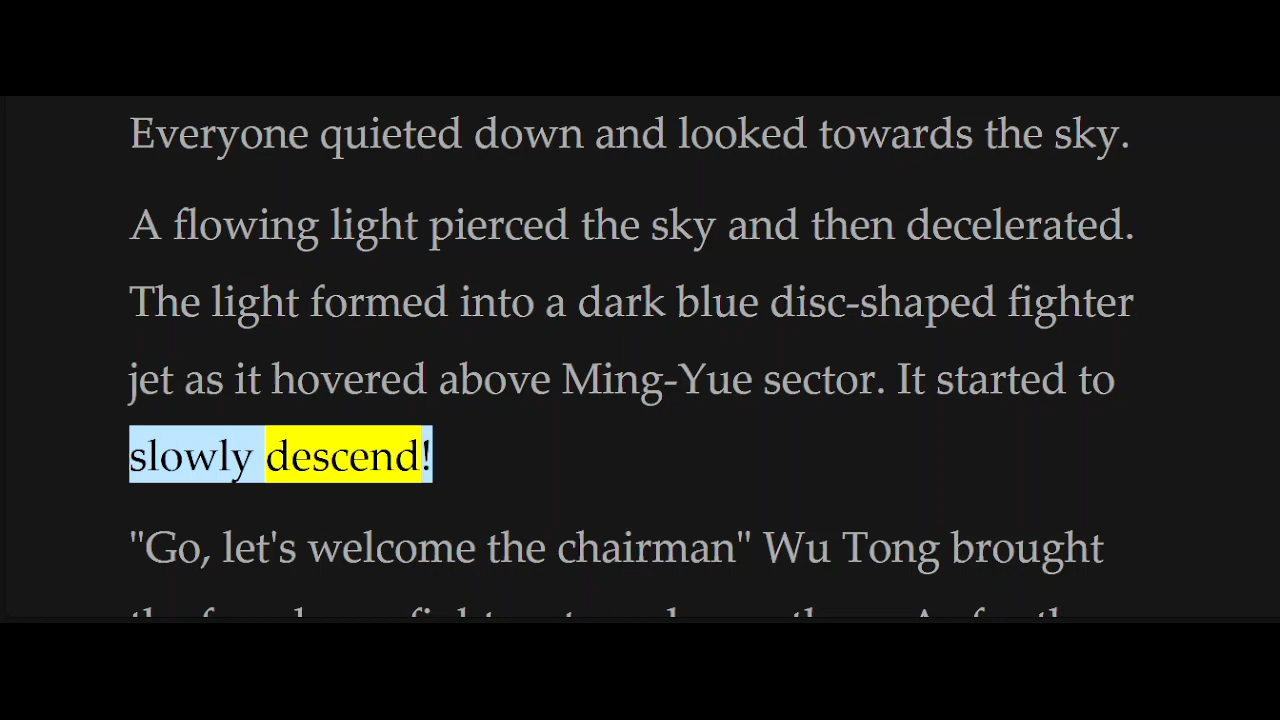 Everyone quieted down and looked towards the sky.
A flowing light pierced the sky and then decelerated.
The light formed into a dark blue disc-shaped fighter
jet as it hovered above Ming-Yue sector. It started to
slowly descend!
"Go, let's welcome the chairman" Wu Tong brought